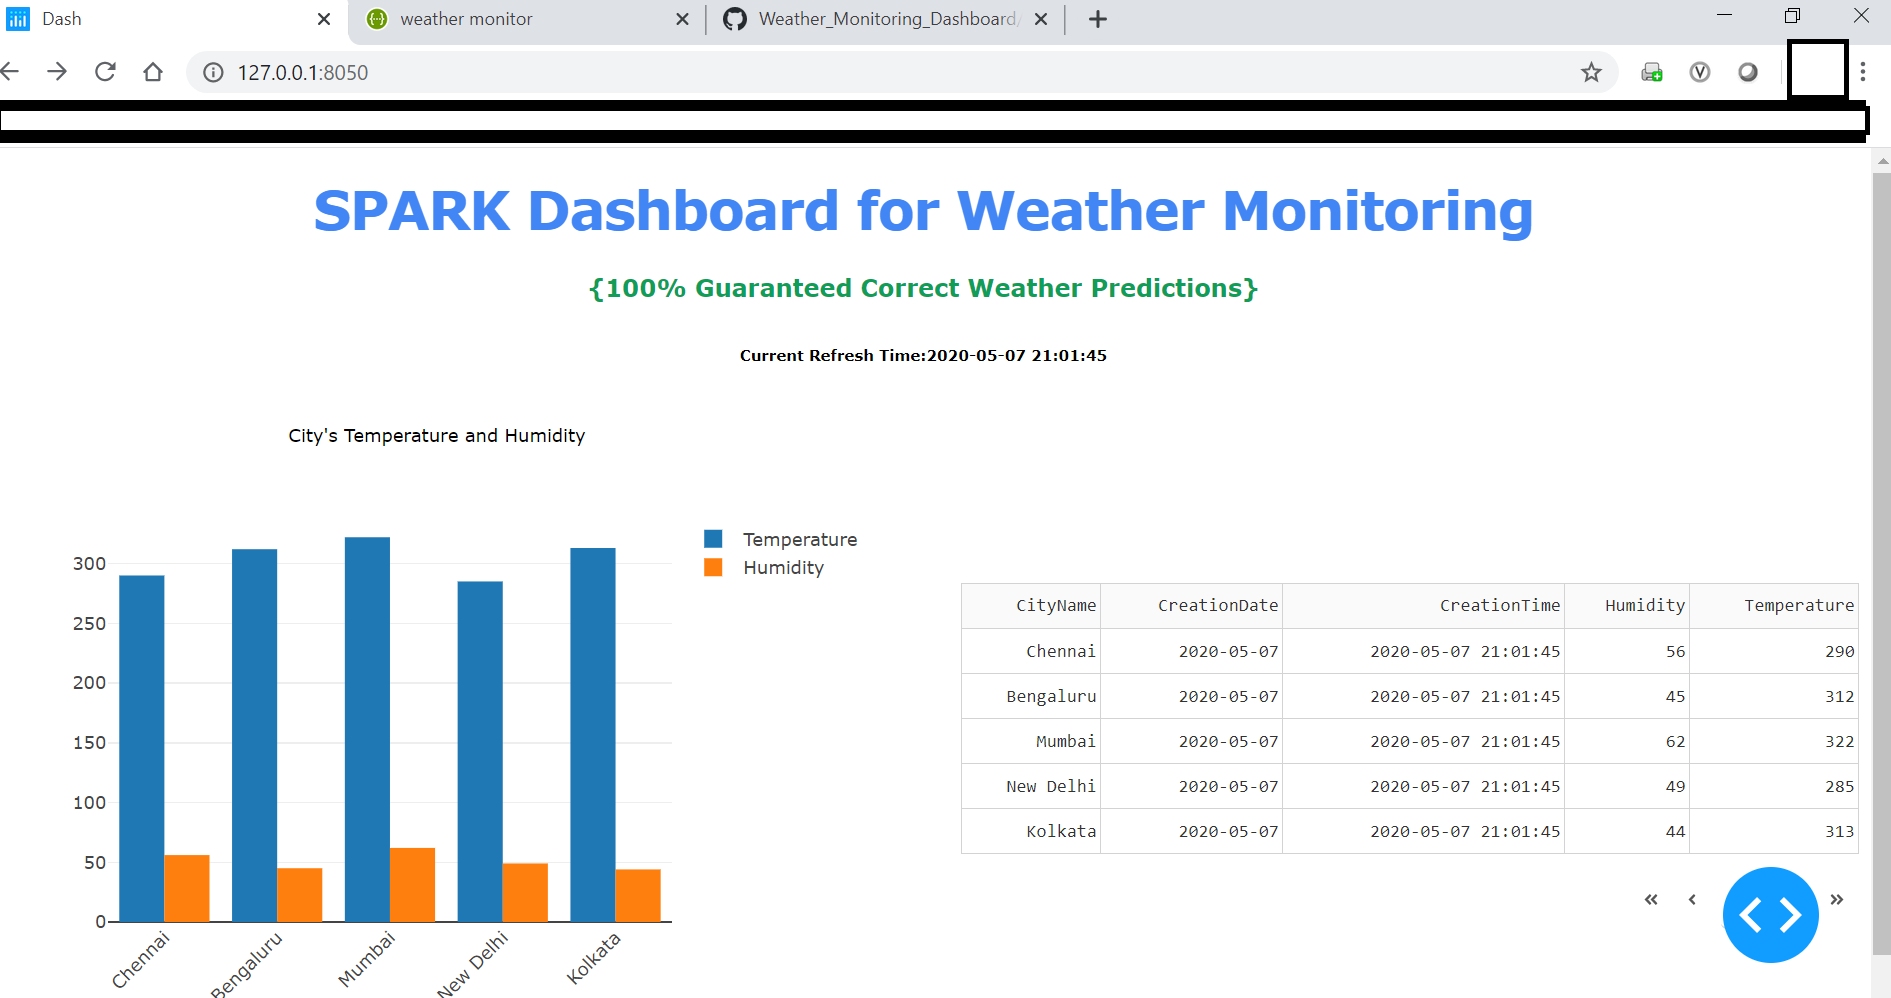 Dash
weather monitor
Weather_Monitoring_Dashboard/
127.0.0.1:8050
SPARK Dashboard for Weather Monitoring
{100% Guaranteed Correct Weather Predictions}
Current Refresh Time:2020-05-07 21:01:45
City's Temperature and Humidity
Temperature
Humidity
300
250
200
150
100
50
0
Chennai
Bengaluru
Mumbai
New Delhi
Kolkata
CityName CreationDate CreationTime Humidity Temperature
Chennai 2020-05-07 2020-05-07 21:01:45 56 290
Bengaluru 2020-05-07 2020-05-07 21:01:45 45 312
Mumbai 2020-05-07 2020-05-07 21:01:45 62 322
New Delhi 2020-05-07 2020-05-07 21:01:45 49 285
Kolkata 2020-05-07 2020-05-07 21:01:45 44 313